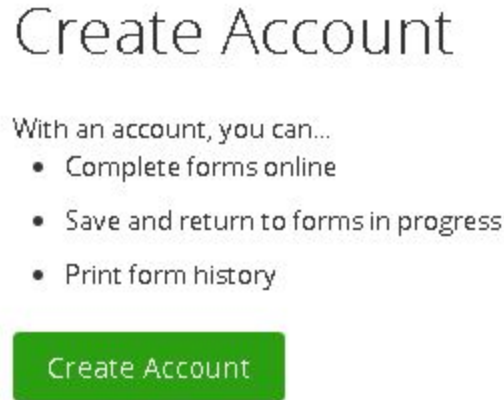 Create Account
With an account, you can...
• Complete forms online
• Save and return to forms in progress
• Print form history
Create Account